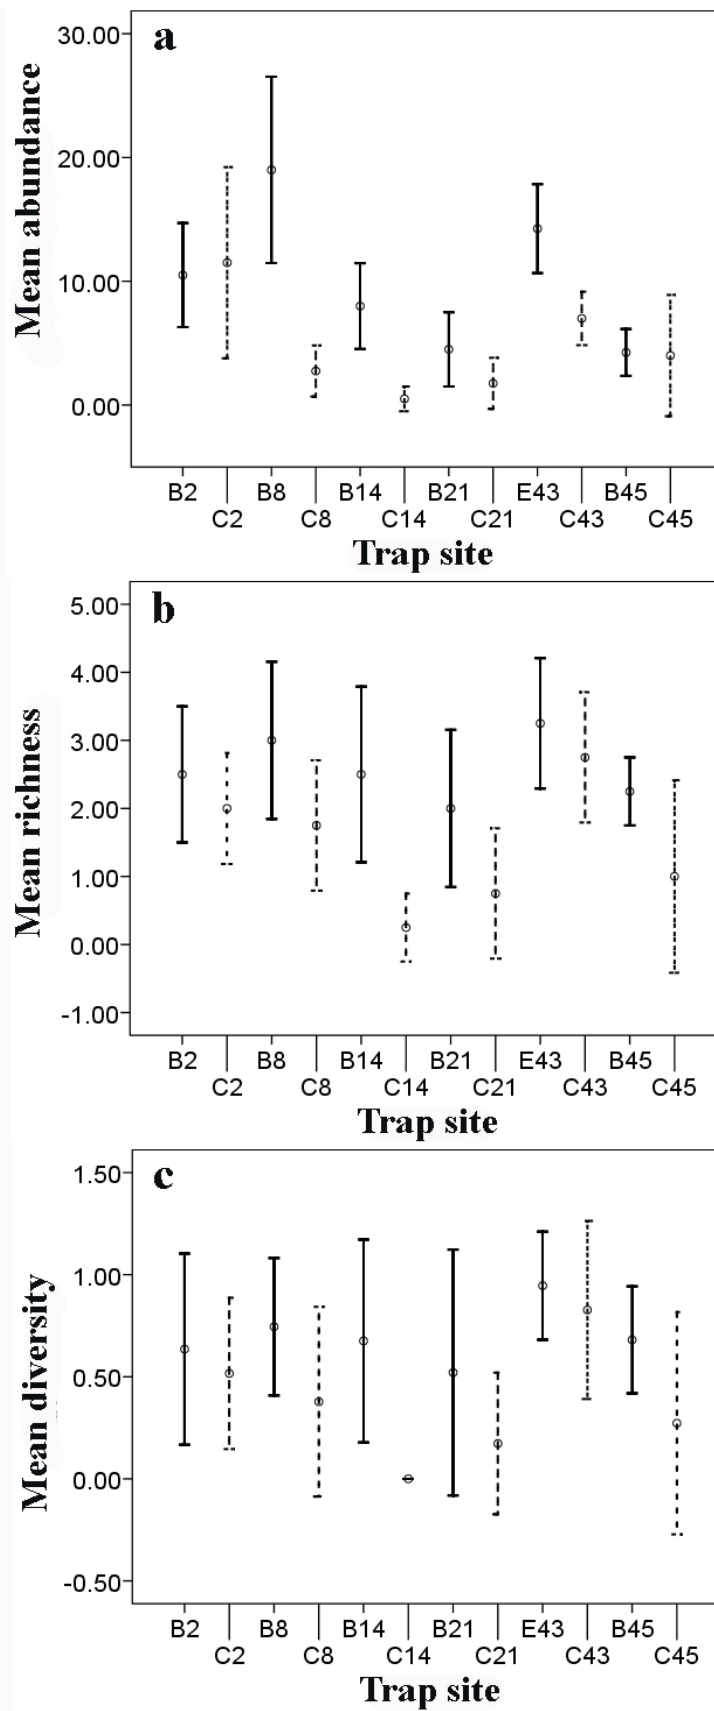 a
Mean abundance
30.00
20.00
10.00
0.00
B2 B8 B14 B21 E43 B45
C2 C8 C14 C21 C43 C45
Trap site
b
Mean richness
5.00
4.00
3.00
2.00
1.00
0.00
-1.00
B2 B8 B14 B21 E43 B45
C2 C8 C14 C21 C43 C45
Trap site
c
Mean diversity
1.50
1.00
0.50
0.00
-0.50
B2 B8 B14 B21 E43 B45
C2 C8 C14 C21 C43 C45
Trap site